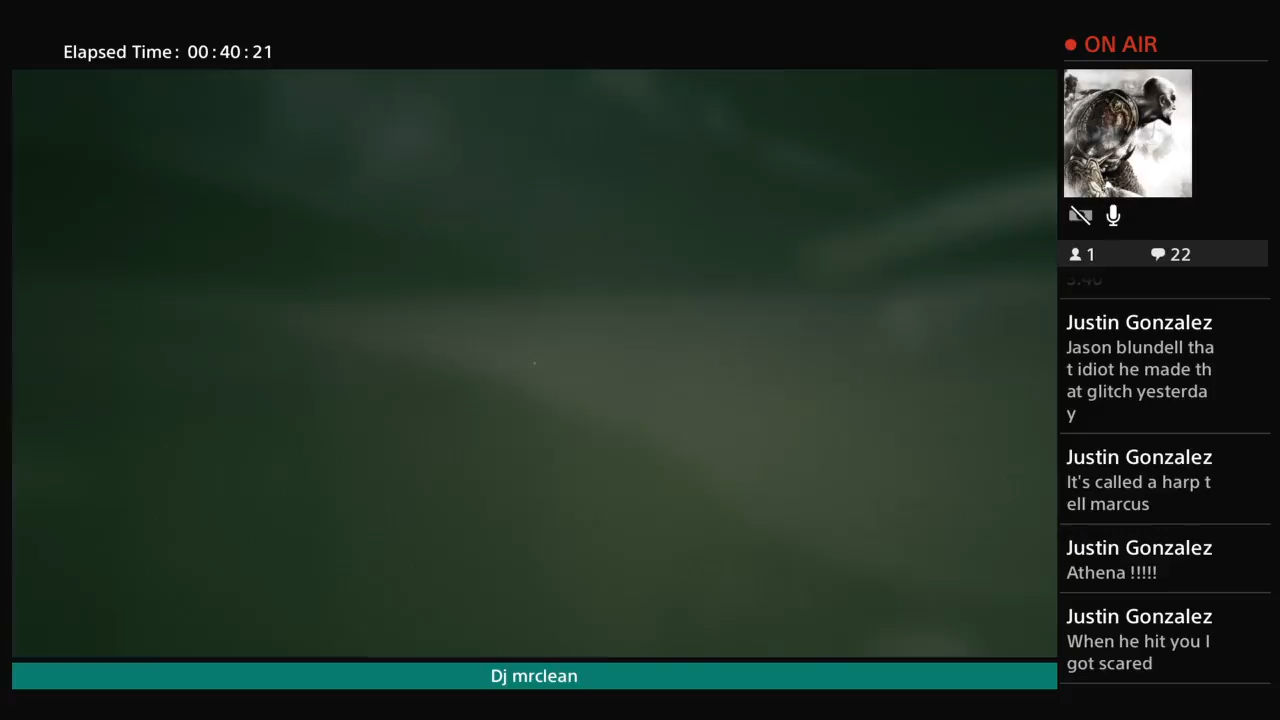 Elapsed Time: 00:40:21
ON AIR
1 22
3:40
Justin Gonzalez
Jason blundell tha
t idiot he made th
at glitch yesterda
y
Justin Gonzalez
It's called a harp t
ell marcus
Justin Gonzalez
Athena !!!!!
Justin Gonzalez
When he hit you I
got scared
Dj mrclean